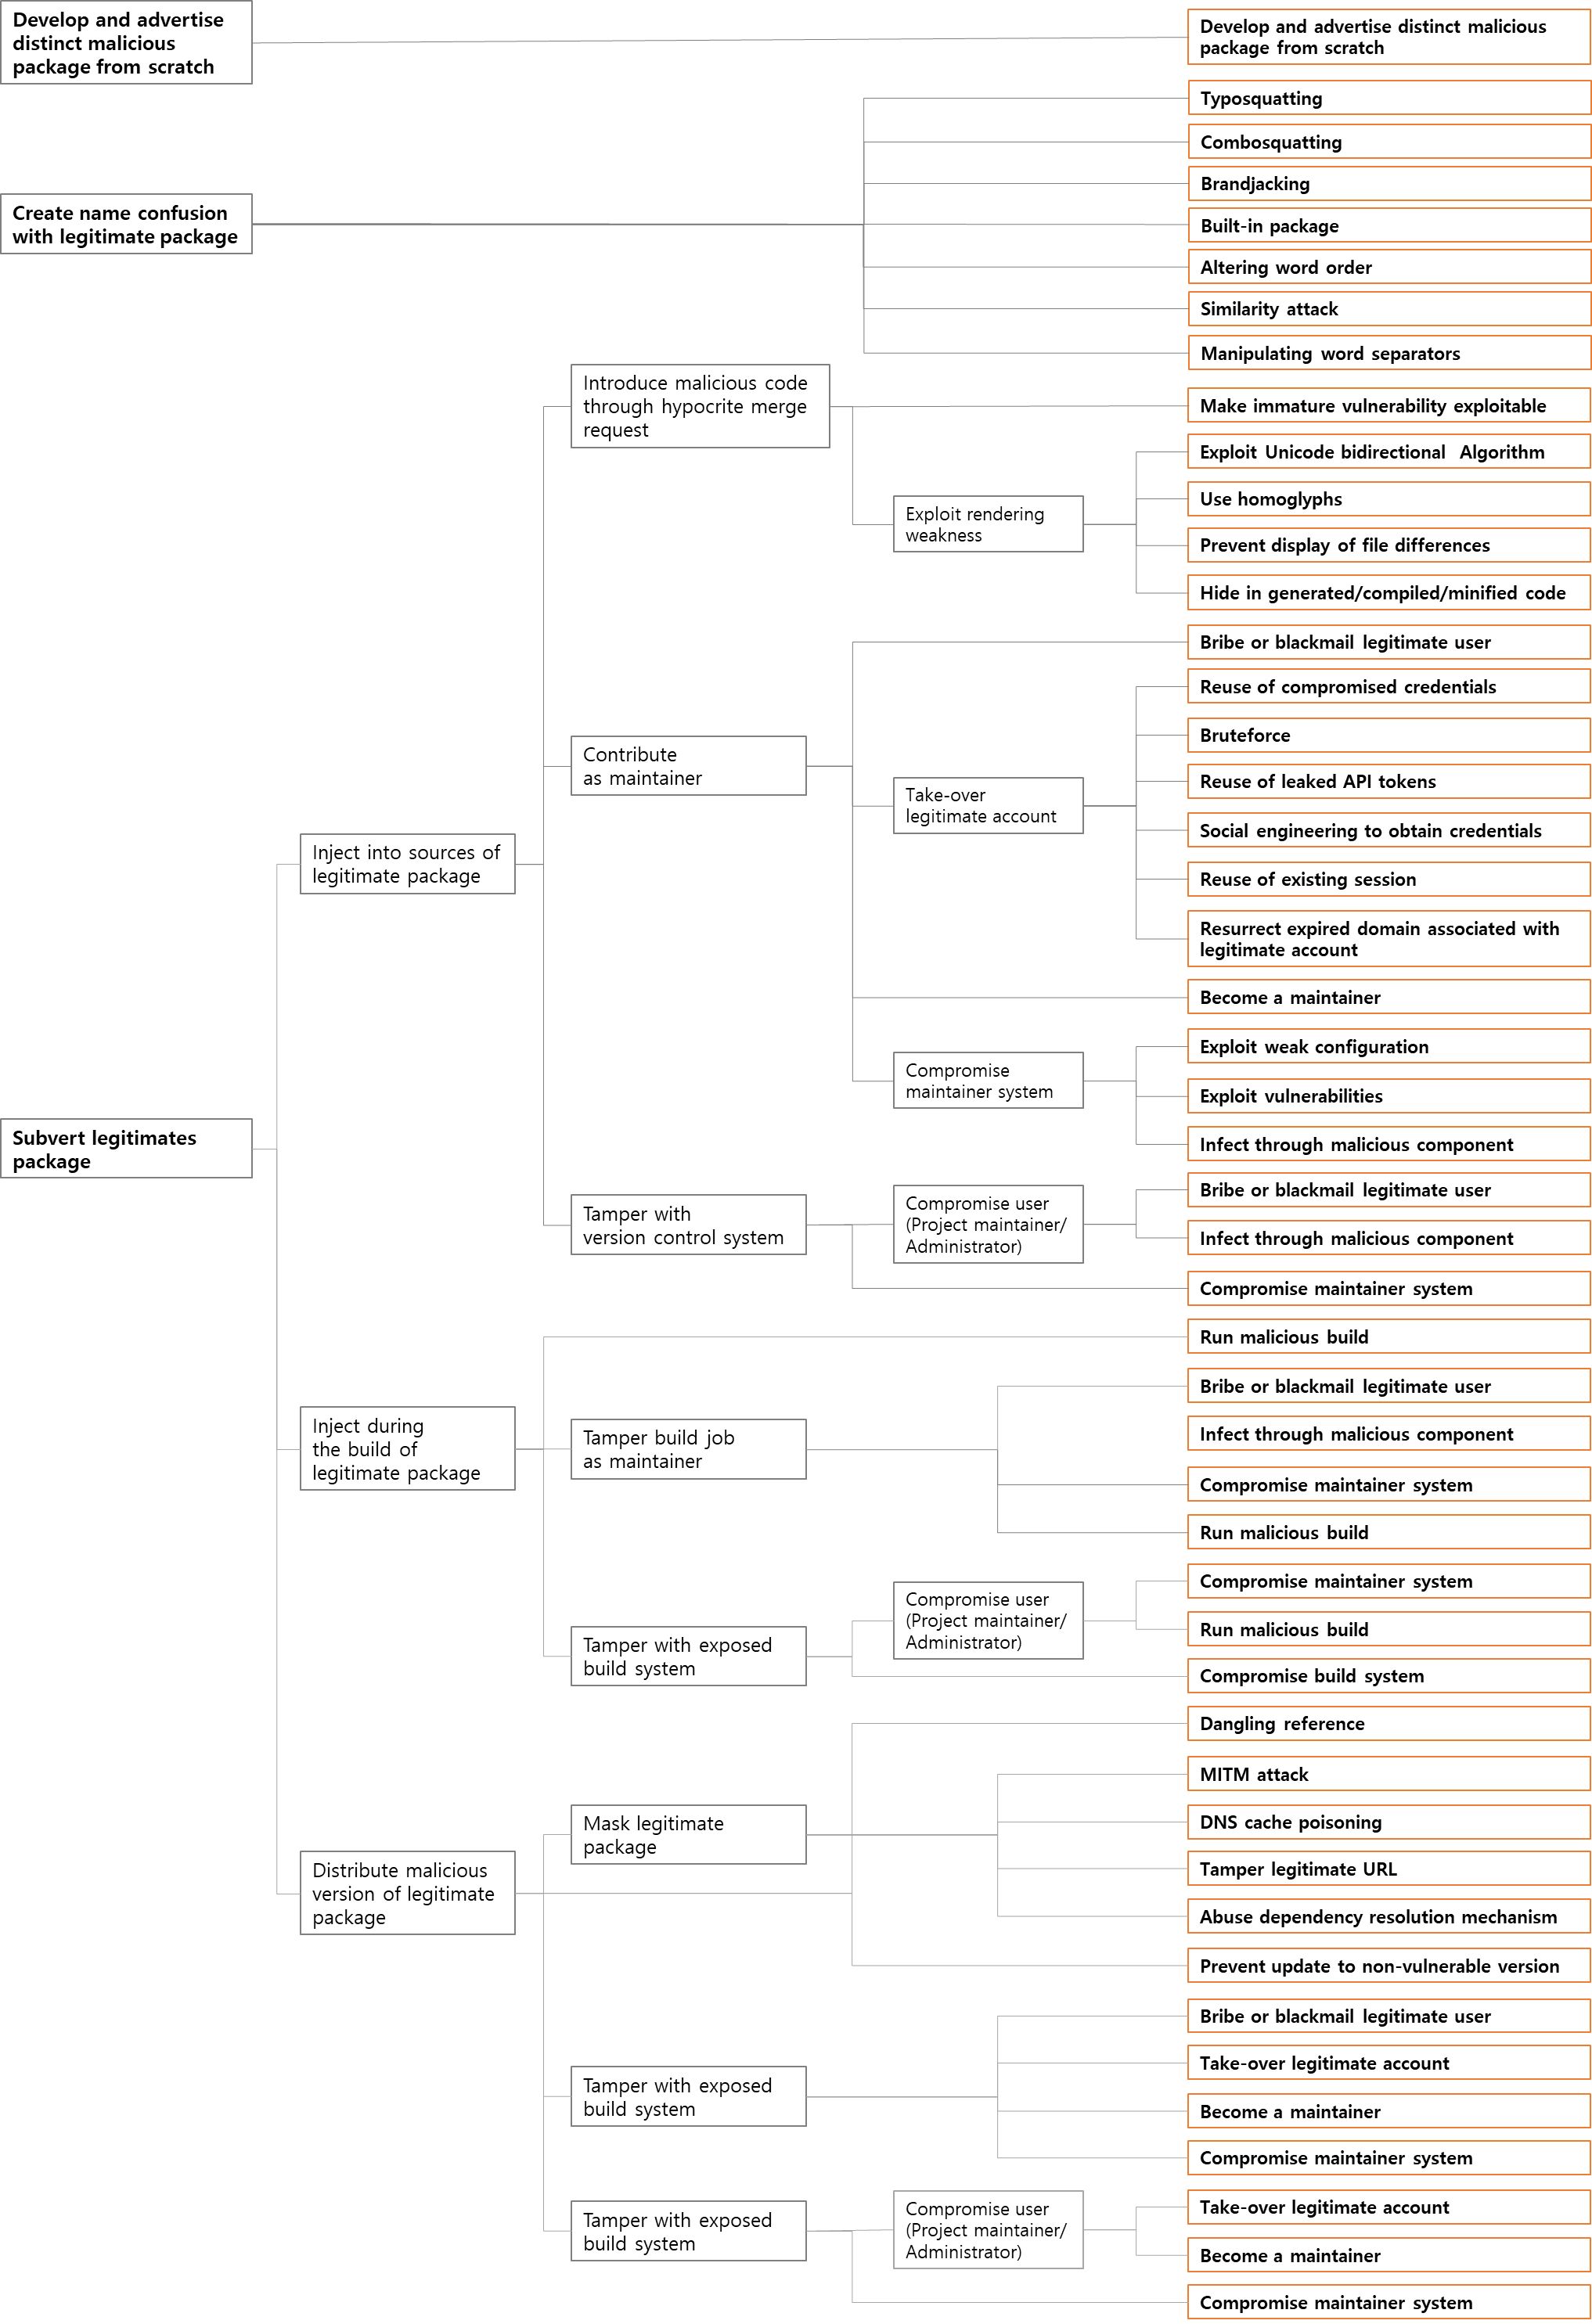 Develop and advertise
distinct malicious
package from scratch
Develop and advertise distinct malicious
package from scratch
Create name confusion
with legitimate package
Typosquatting
Combosquatting
Brandjacking
Built-in package
Altering word order
Similarity attack
Manipulating word separators
Subvert legitimates
package
Inject into sources of
legitimate package
Introduce malicious code
through hypocrite merge
request
Make immature vulnerability exploitable
Exploit rendering
weakness
Exploit Unicode bidirectional Algorithm
Use homoglyphs
Prevent display of file differences
Hide in generated/compiled/minified code
Contribute
as maintainer
Bribe or blackmail legitimate user
Take-over
legitimate account
Reuse of compromised credentials
Bruteforce
Reuse of leaked API tokens
Social engineering to obtain credentials
Reuse of existing session
Resurrect expired domain associated with
legitimate account
Become a maintainer
Compromise
maintainer system
Exploit weak configuration
Exploit vulnerabilities
Infect through malicious component
Tamper with
version control system
Compromise user
(Project maintainer/
Administrator)
Bribe or blackmail legitimate user
Infect through malicious component
Compromise maintainer system
Inject during
the build of
legitimate package
Run malicious build
Tamper build job
as maintainer
Bribe or blackmail legitimate user
Infect through malicious component
Compromise maintainer system
Run malicious build
Tamper with exposed
build system
Compromise user
(Project maintainer/
Administrator)
Compromise maintainer system
Run malicious build
Compromise build system
Distribute malicious
version of legitimate
package
Dangling reference
Mask legitimate
package
MITM attack
DNS cache poisoning
Tamper legitimate URL
Abuse dependency resolution mechanism
Prevent update to non-vulnerable version
Tamper with exposed
build system
Bribe or blackmail legitimate user
Take-over legitimate account
Become a maintainer
Compromise maintainer system
Tamper with exposed
build system
Compromise user
(Project maintainer/
Administrator)
Take-over legitimate account
Become a maintainer
Compromise maintainer system